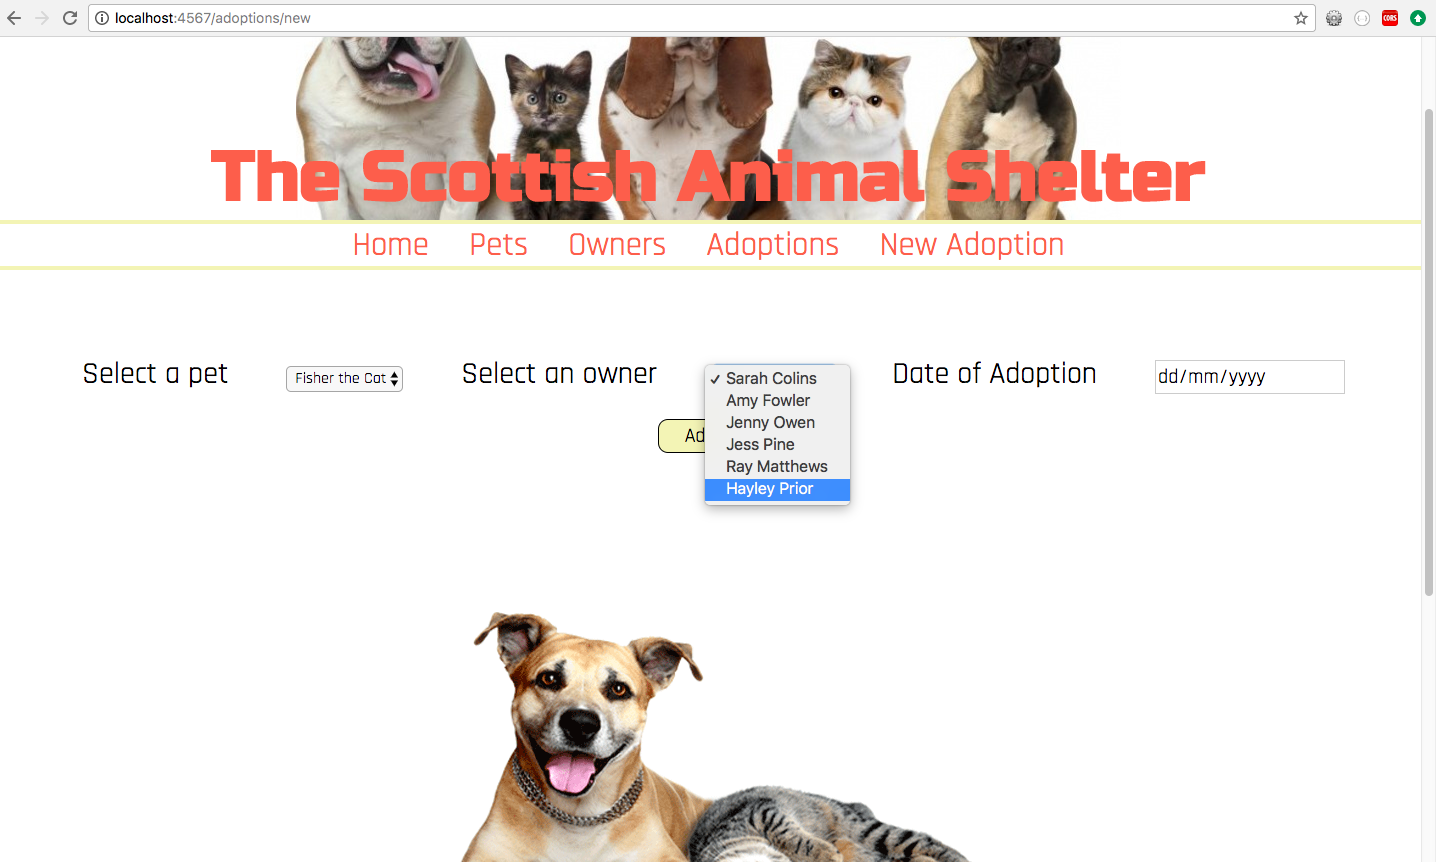 localhost:4567/adoptions/new
CORS
The Scottish Animal Shelter
Home Pets Owners Adoptions New Adoption
Select a pet Fisher the Cat Select an owner Date of Adoption dd/mm/yyyy
✓ Sarah Colins
Amy Fowler
Jenny Owen
Jess Pine
Ray Matthews
Hayley Prior
Ad